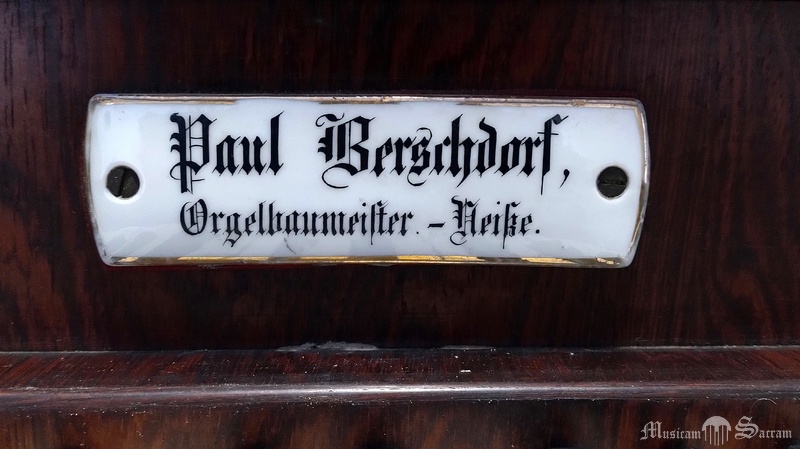 Paul Berschdorf,
Orgelbaumeister. – Neiße.
Musicam Sacram